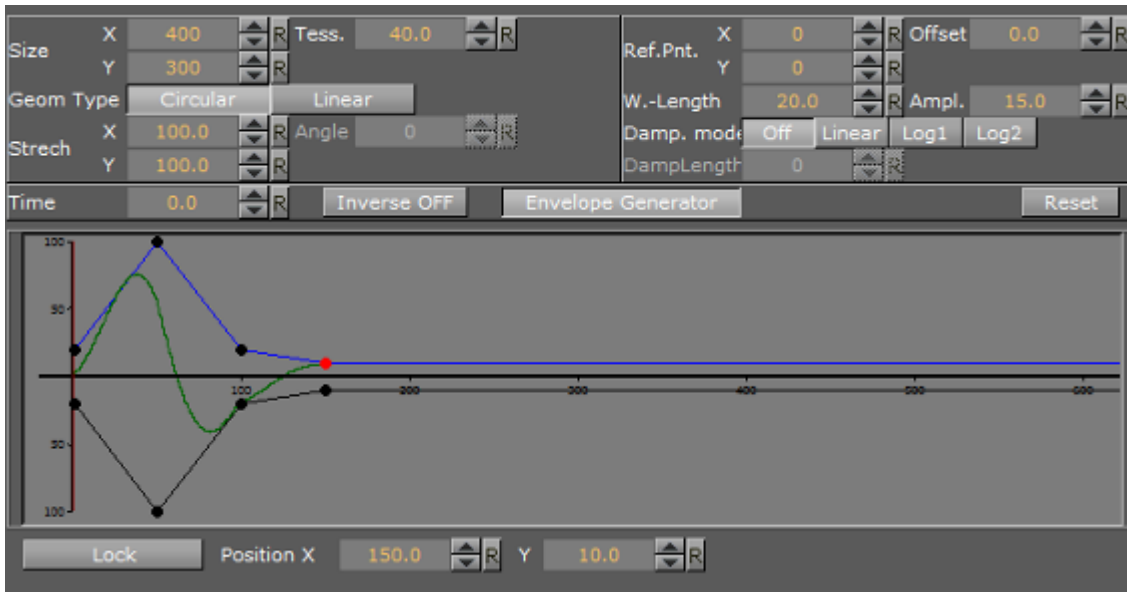 X 400 R Tess. 40.0 R X 0 R Offset 0.0 R
Size Ref.Pnt.
Y 300 R Y 0 R
Geom Type Circular Linear W.-Length 20.0 R Ampl. 15.0 R
X 100.0 R Angle 0 R Damp. mode Off Linear Log1 Log2
Strech
Y 100.0 R DampLength 0 R
Time 0.0 R Inverse OFF Envelope Generator Reset
100
50
100 200 300 400 500 600
50
100
Lock Position X 150.0 R Y 10.0 R